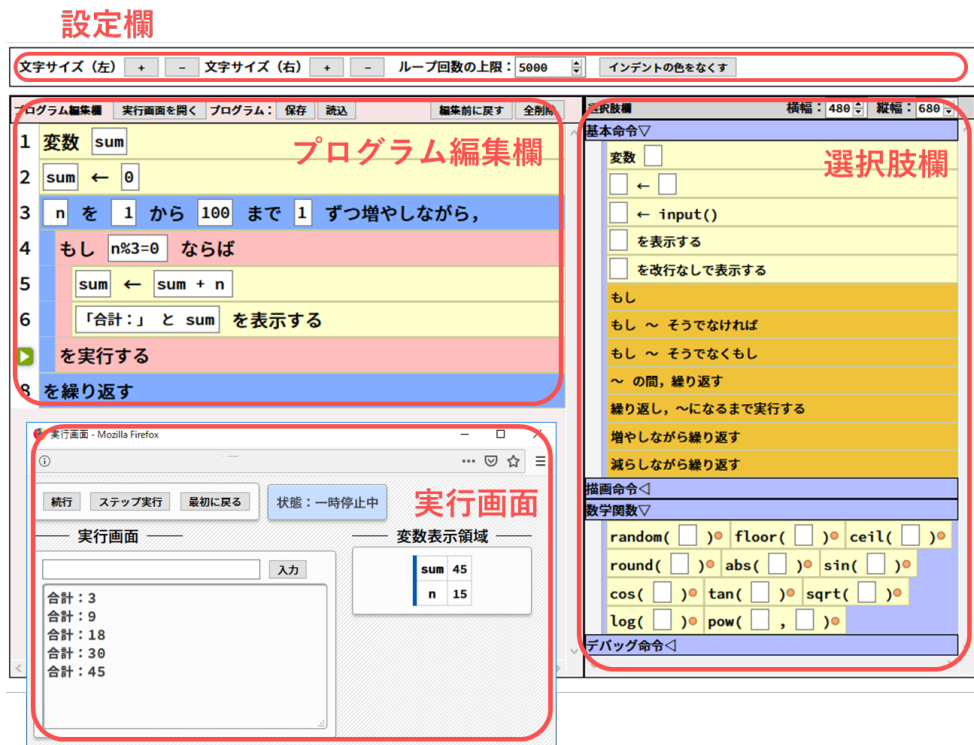 設定欄
文字サイズ（左） + − 文字サイズ（右） + − ループ回数の上限： 5000 インデントの色をなくす
プログラム編集欄 実行画面を開く プログラム： 保存 読込 編集前に戻す 全削除
1 変数 sum
プログラム編集欄
2 sum ← 0
3 n を 1 から 100 まで 1 ずつ増やしながら，
4 もし n%3=0 ならば
5 sum ← sum + n
6 「合計：」 と sum を表示する
を実行する
8 を繰り返す
選択肢欄 横幅： 480 縦幅： 680
基本命令▽
選択肢欄
変数
←
← input()
を表示する
を改行なしで表示する
もし
もし ～ そうでなければ
もし ～ そうでなくもし
～ の間，繰り返す
繰り返し，～になるまで実行する
増やしながら繰り返す
減らしながら繰り返す
描画命令◁
数学関数▽
random( ) floor( ) ceil( )
round( ) abs( ) sin( )
cos( ) tan( ) sqrt( )
log( ) pow( , )
デバッグ命令◁
実行画面 - Mozilla Firefox
実行画面
続行 ステップ実行 最初に戻る 状態：一時停止中
実行画面 変数表示領域
入力
sum 45
n 15
合計：3
合計：9
合計：18
合計：30
合計：45